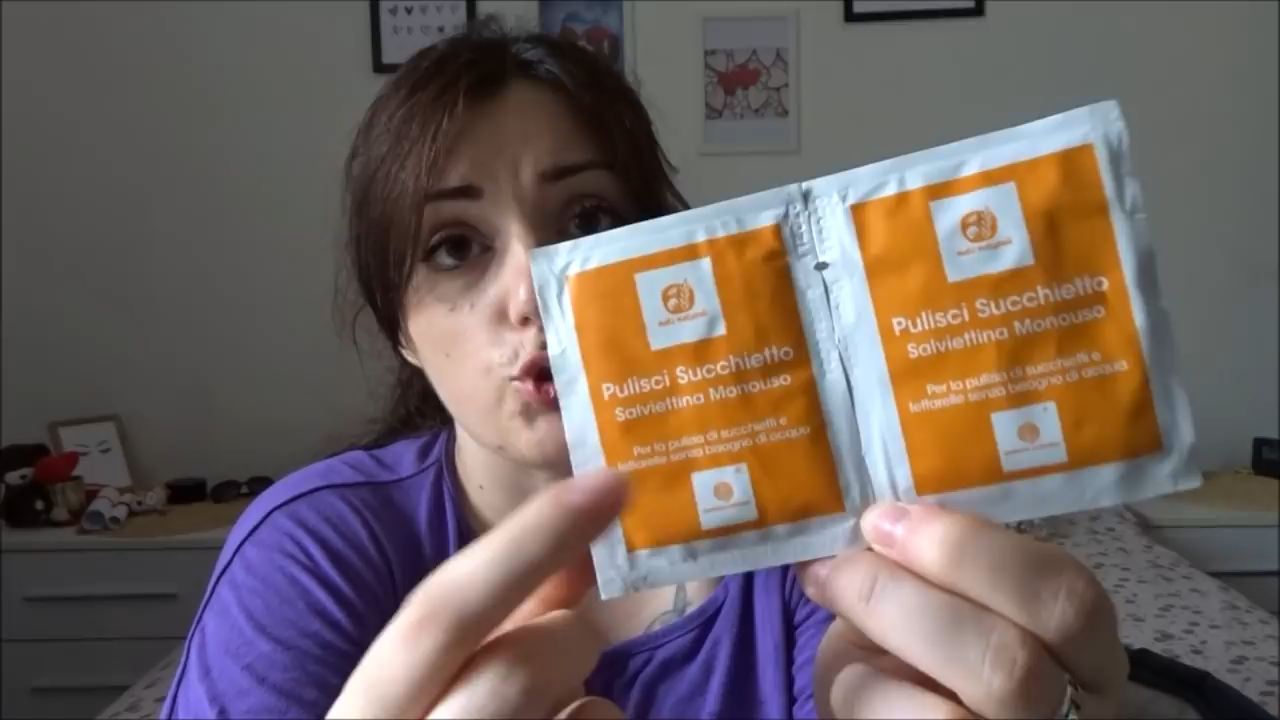 Pulisci Succhietto
Salviettina Monouso
Per la pulizia di succhietti e
tettarelle senza bisogno di acqua
Pulisci Succhietto
Salviettina Monouso
Per la pulizia di succhietti e
tettarelle senza bisogno di acqua